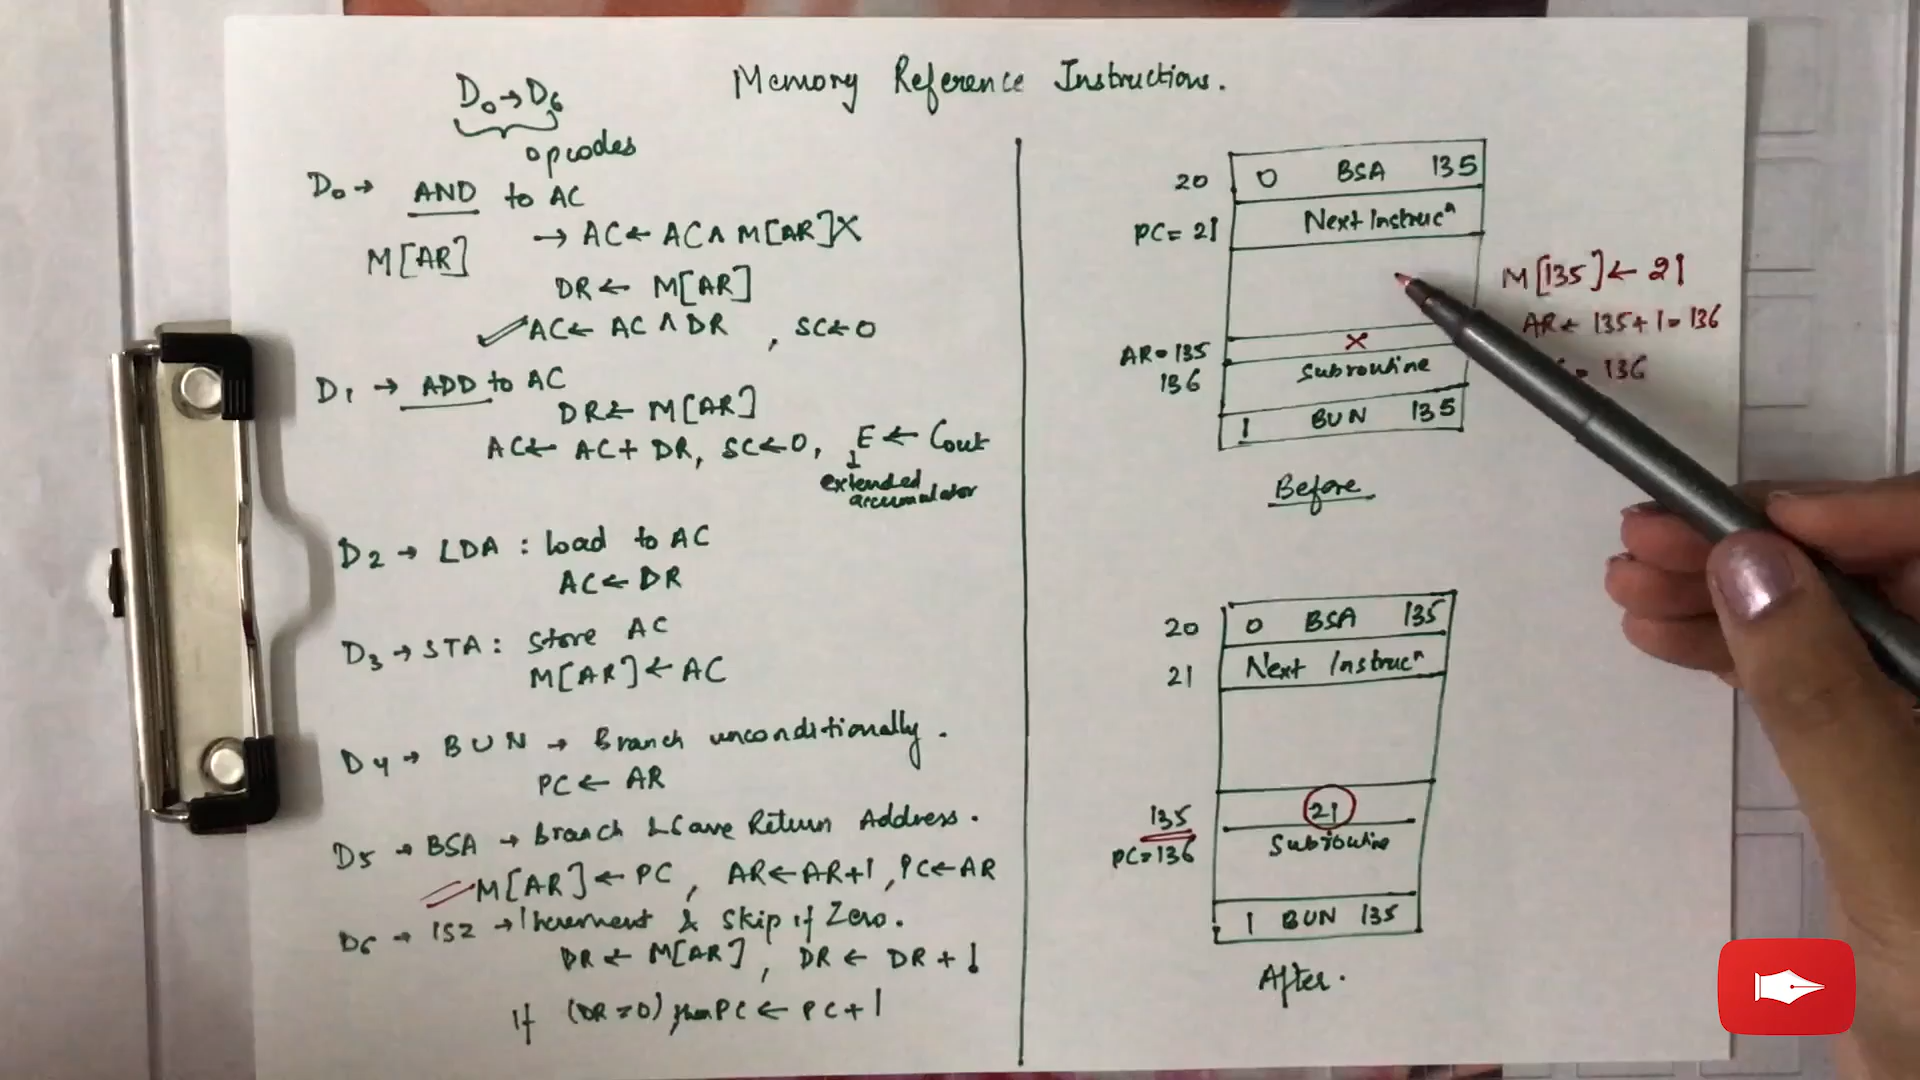 Memory Reference Instructions.
D0 → D6
opcodes
D0 → AND to AC
M[AR]
→ AC ← AC ∧ M[AR] X
DR ← M[AR]
AC ← AC ∧ DR , SC ← 0
D1 → ADD to AC
DR ← M[AR]
AC ← AC + DR, SC ← 0, E ← Cout
extended
accumulator
D2 → LDA : load to AC
AC ← DR
D3 → STA : Store AC
M[AR] ← AC
D4 → BUN → Branch unconditionally.
PC ← AR
D5 → BSA → Branch & Save Return Address.
M[AR] ← PC , AR ← AR+1 , PC ← AR
D6 → ISZ → Increment & Skip if Zero.
DR ← M[AR] , DR ← DR + 1
If (DR = 0) then PC ← PC + 1
20 0 BSA 135
PC = 21 Next Instrucn
M[135] ← 21
AR ← 135 + 1 = 136
= 136
AR = 135 X
136 Subroutine
1 BUN 135
Before
20 0 BSA 135
21 Next Instrucn
135 21
PC = 136 Subroutine
1 BUN 135
After.